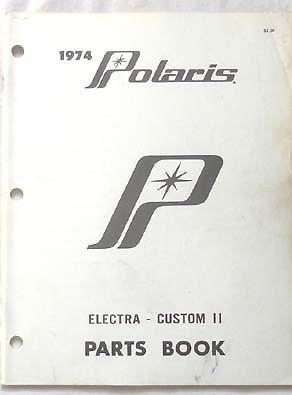 1974 Polaris
P
ELECTRA - CUSTOM II
PARTS BOOK